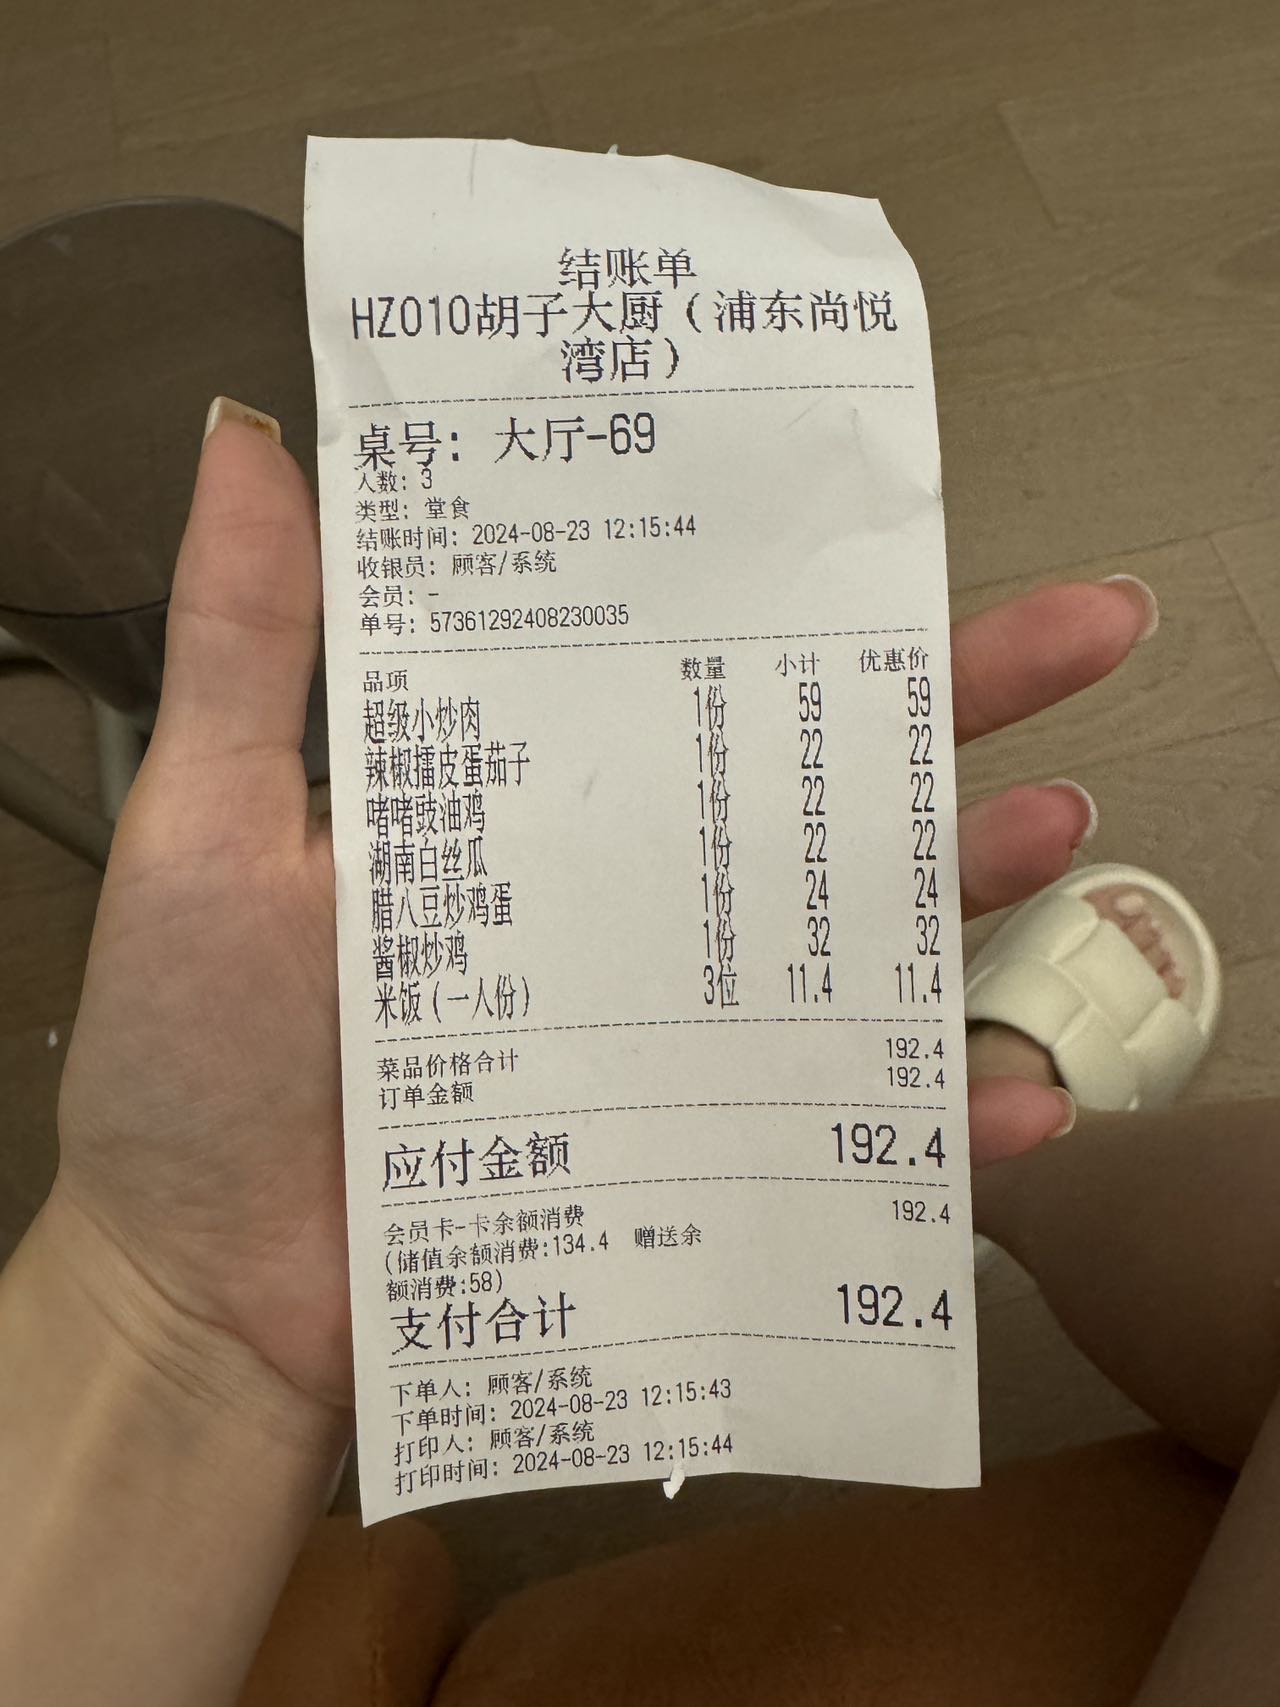 结账单
HZ010胡子大厨（浦东尚悦
湾店）
桌号: 大厅-69
人数: 3
类型: 堂食
结账时间: 2024-08-23 12:15:44
收银员: 顾客/系统
会员: -
单号: 57361292408230035
品项 数量 小计 优惠价
超级小炒肉 1份 59 59
辣椒擂皮蛋茄子 1份 22 22
啫啫豉油鸡 1份 22 22
湖南白丝瓜 1份 22 22
腊八豆炒鸡蛋 1份 24 24
酱椒炒鸡 1份 32 32
米饭（一人份） 3位 11.4 11.4
菜品价格合计 192.4
订单金额 192.4
应付金额 192.4
会员卡-卡余额消费 192.4
(储值余额消费:134.4 赠送余
额消费:58)
支付合计 192.4
下单人: 顾客/系统
下单时间: 2024-08-23 12:15:43
打印人: 顾客/系统
打印时间: 2024-08-23 12:15:44